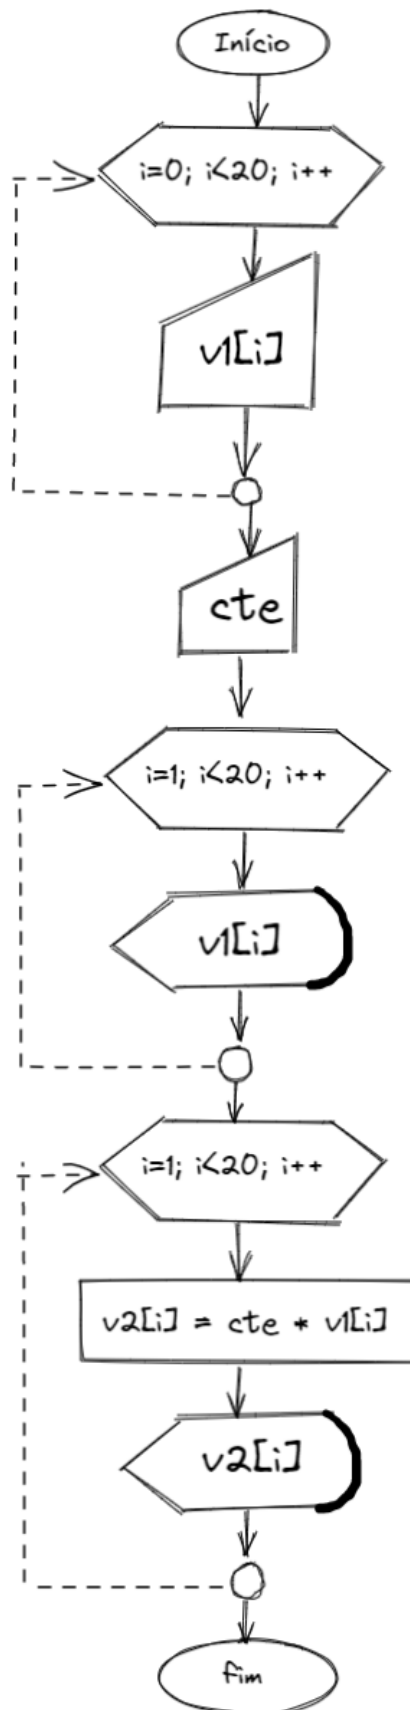 Início
i=0; i<20; i++
v1[i]
cte
i=1; i<20; i++
v1[i]
i=1; i<20; i++
v2[i] = cte * v1[i]
v2[i]
fim